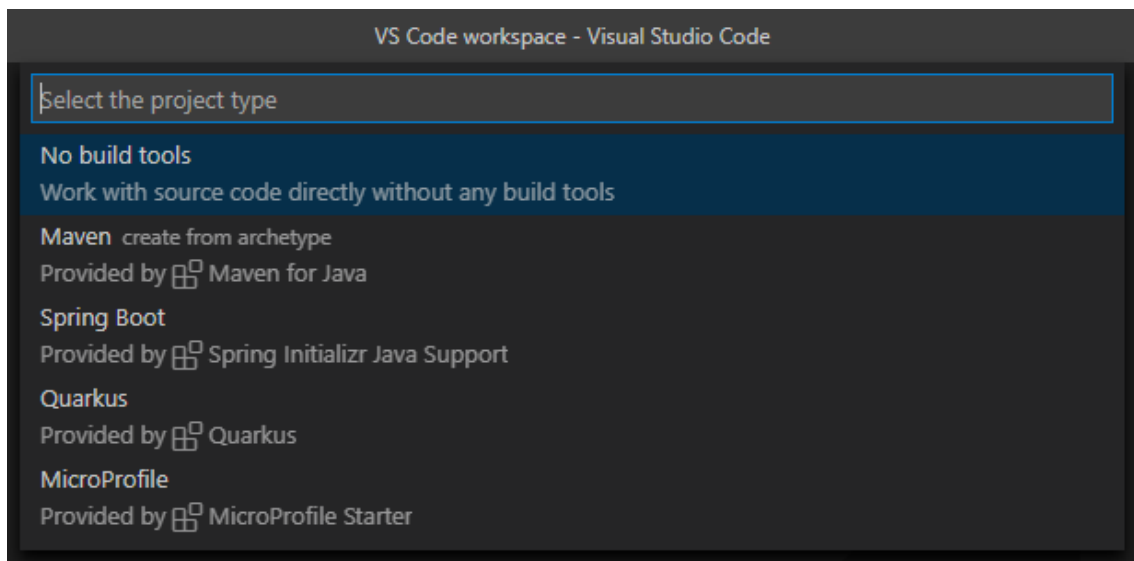 VS Code workspace - Visual Studio Code
Select the project type
No build tools
Work with source code directly without any build tools
Maven create from archetype
Provided by Maven for Java
Spring Boot
Provided by Spring Initializr Java Support
Quarkus
Provided by Quarkus
MicroProfile
Provided by MicroProfile Starter